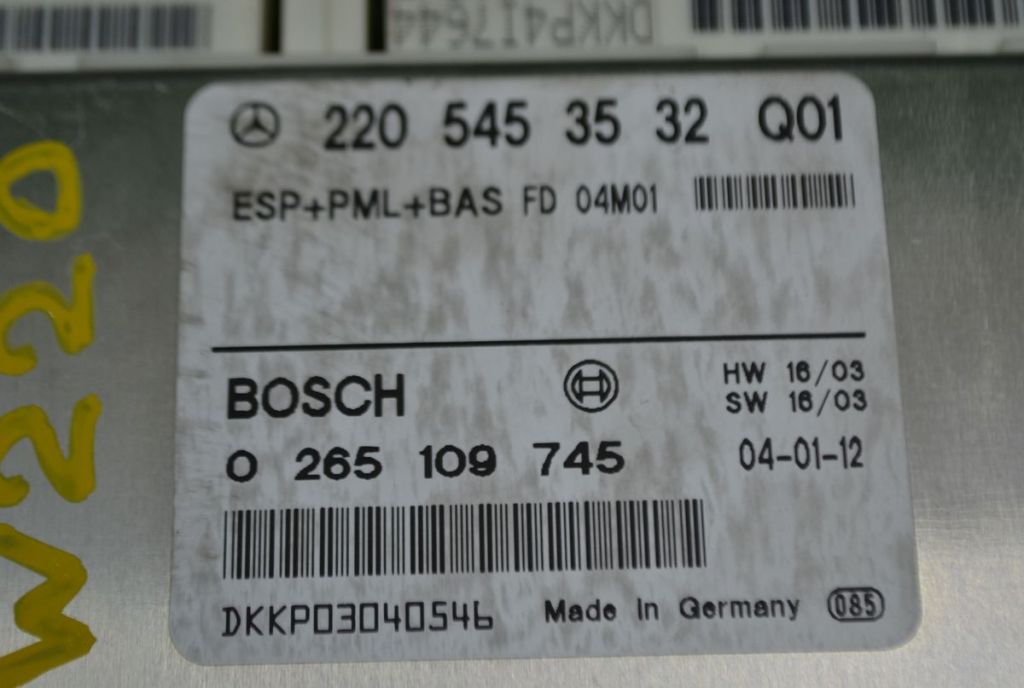 DKKP4I7644
220 545 35 32 Q01
ESP+PML+BAS FD 04M01
BOSCH
HW 16/03
SW 16/03
0 265 109 745
04-01-12
DKKP03040546
Made in Germany 085
W220